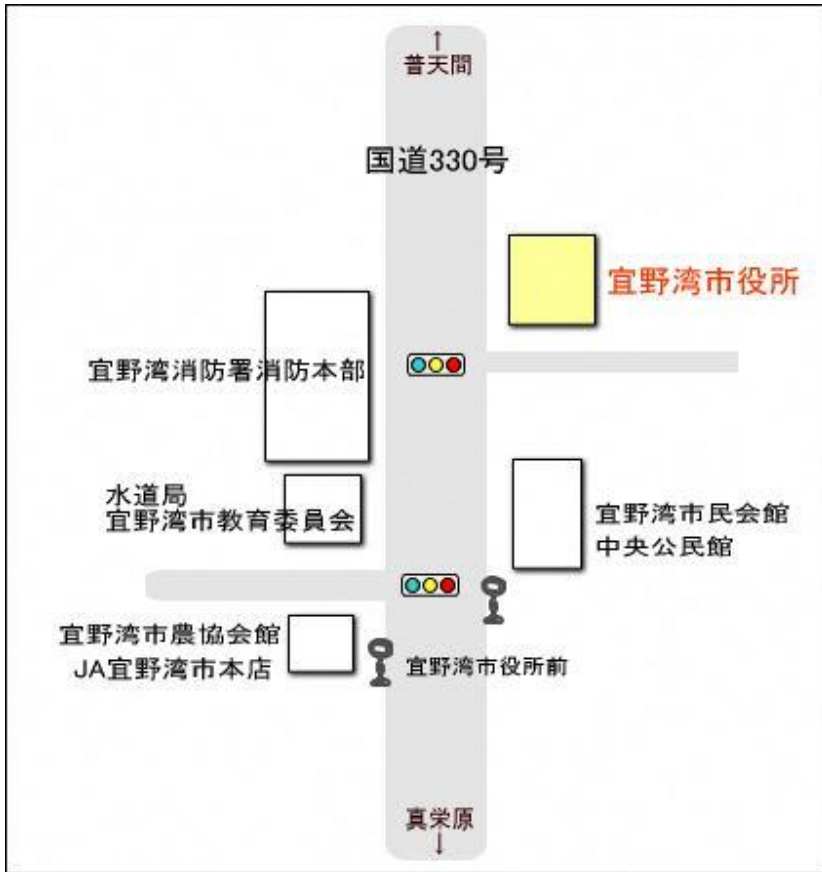 ↑
普天間
国道330号
宜野湾市役所
宜野湾消防署消防本部
水道局
宜野湾市教育委員会
宜野湾市民会館
中央公民館
宜野湾市農協会館
JA宜野湾市本店
宜野湾市役所前
真栄原
↓